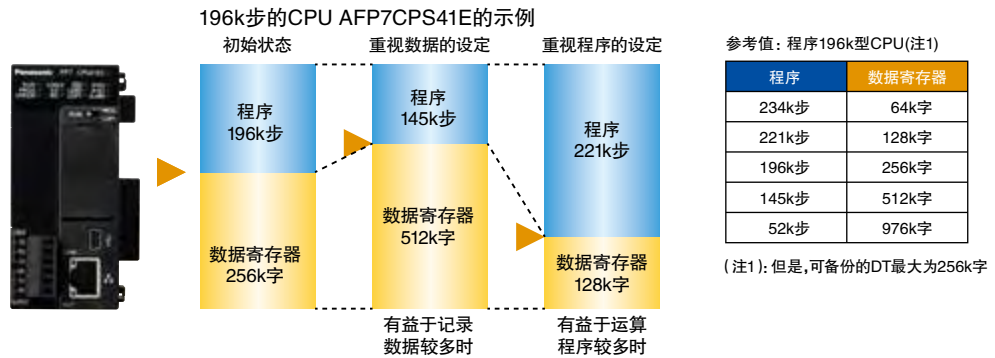 196k步的CPU AFP7CPS41E的示例
初始状态
重视数据的设定
重视程序的设定
Panasonic
程序
196k步
数据寄存器
256k字
程序
145k步
数据寄存器
512k字
程序
221k步
数据寄存器
128k字
有益于记录
数据较多时
有益于运算
程序较多时
参考值：程序196k型CPU(注1)
程序 数据寄存器
234k步 64k字
221k步 128k字
196k步 256k字
145k步 512k字
52k步 976k字
(注1)：但是,可备份的DT最大为256k字